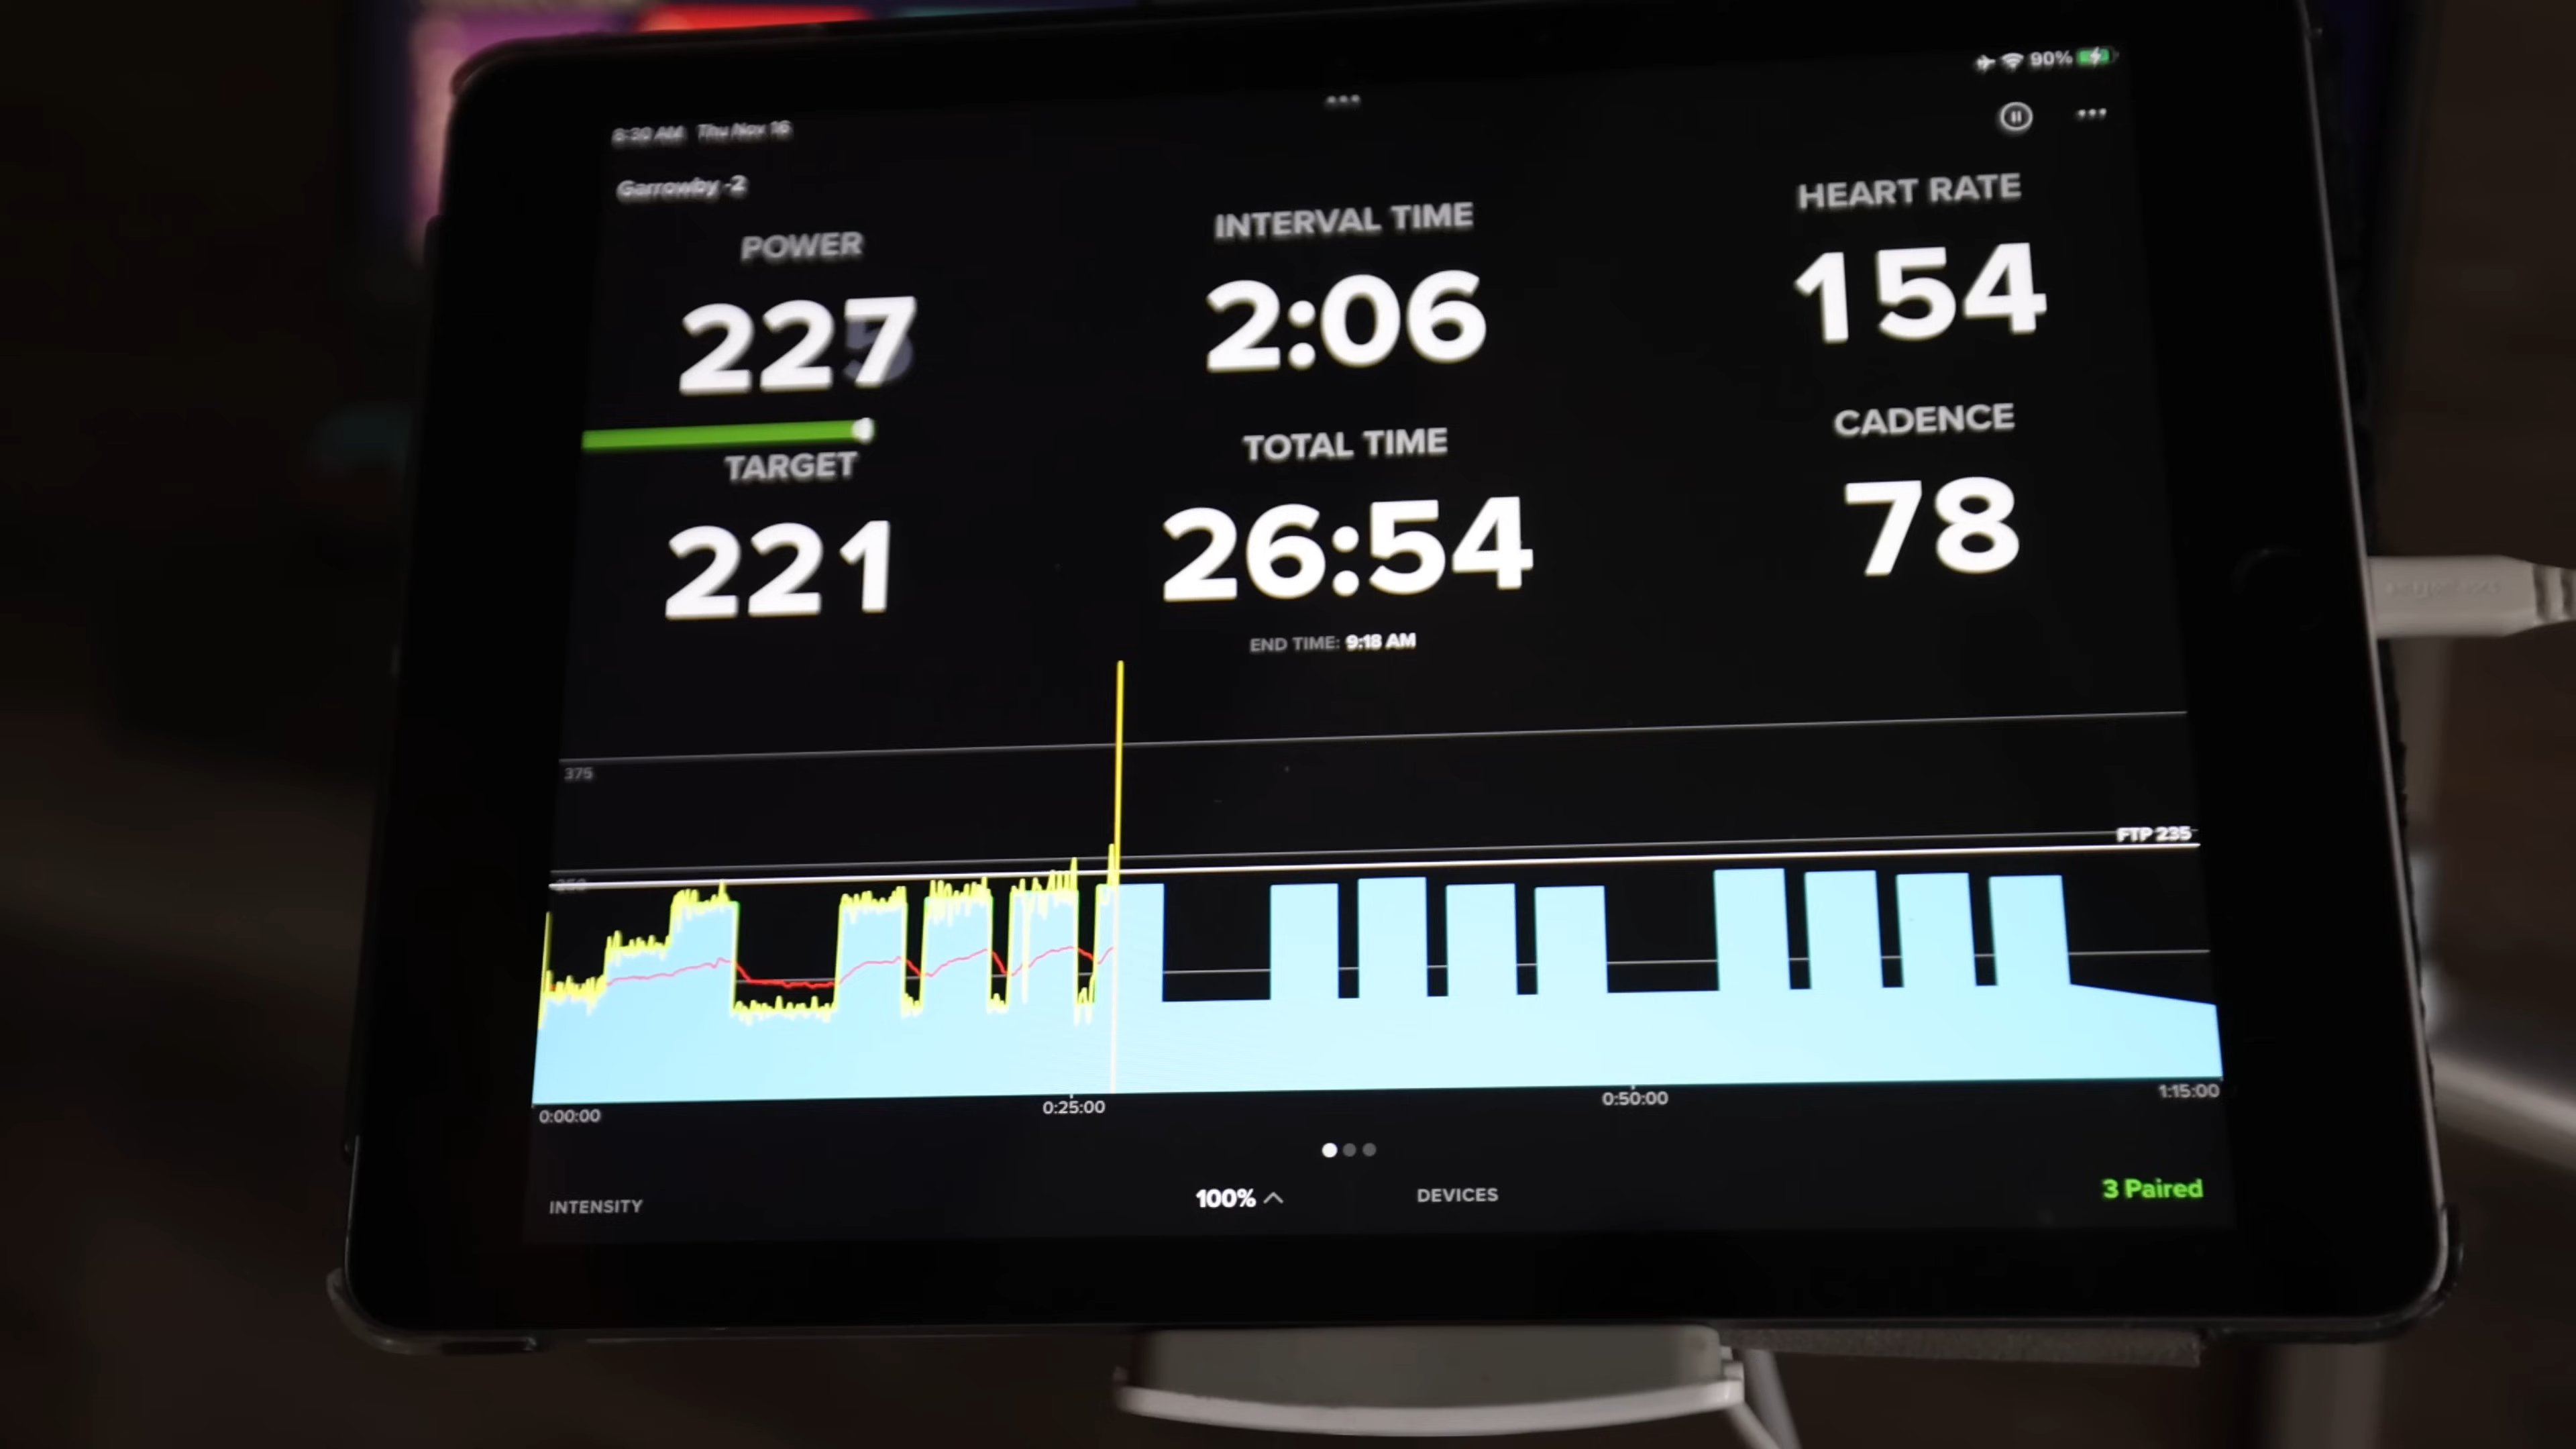 90%
8:30 AM Thu Nov 16
Garrowby -2
POWER
227
TARGET
221
INTERVAL TIME
2:06
TOTAL TIME
26:54
END TIME: 9:18 AM
HEART RATE
154
CADENCE
78
375
FTP 235
250
0:00:00
0:25:00
0:50:00
1:15:00
INTENSITY
100%
DEVICES
3 Paired